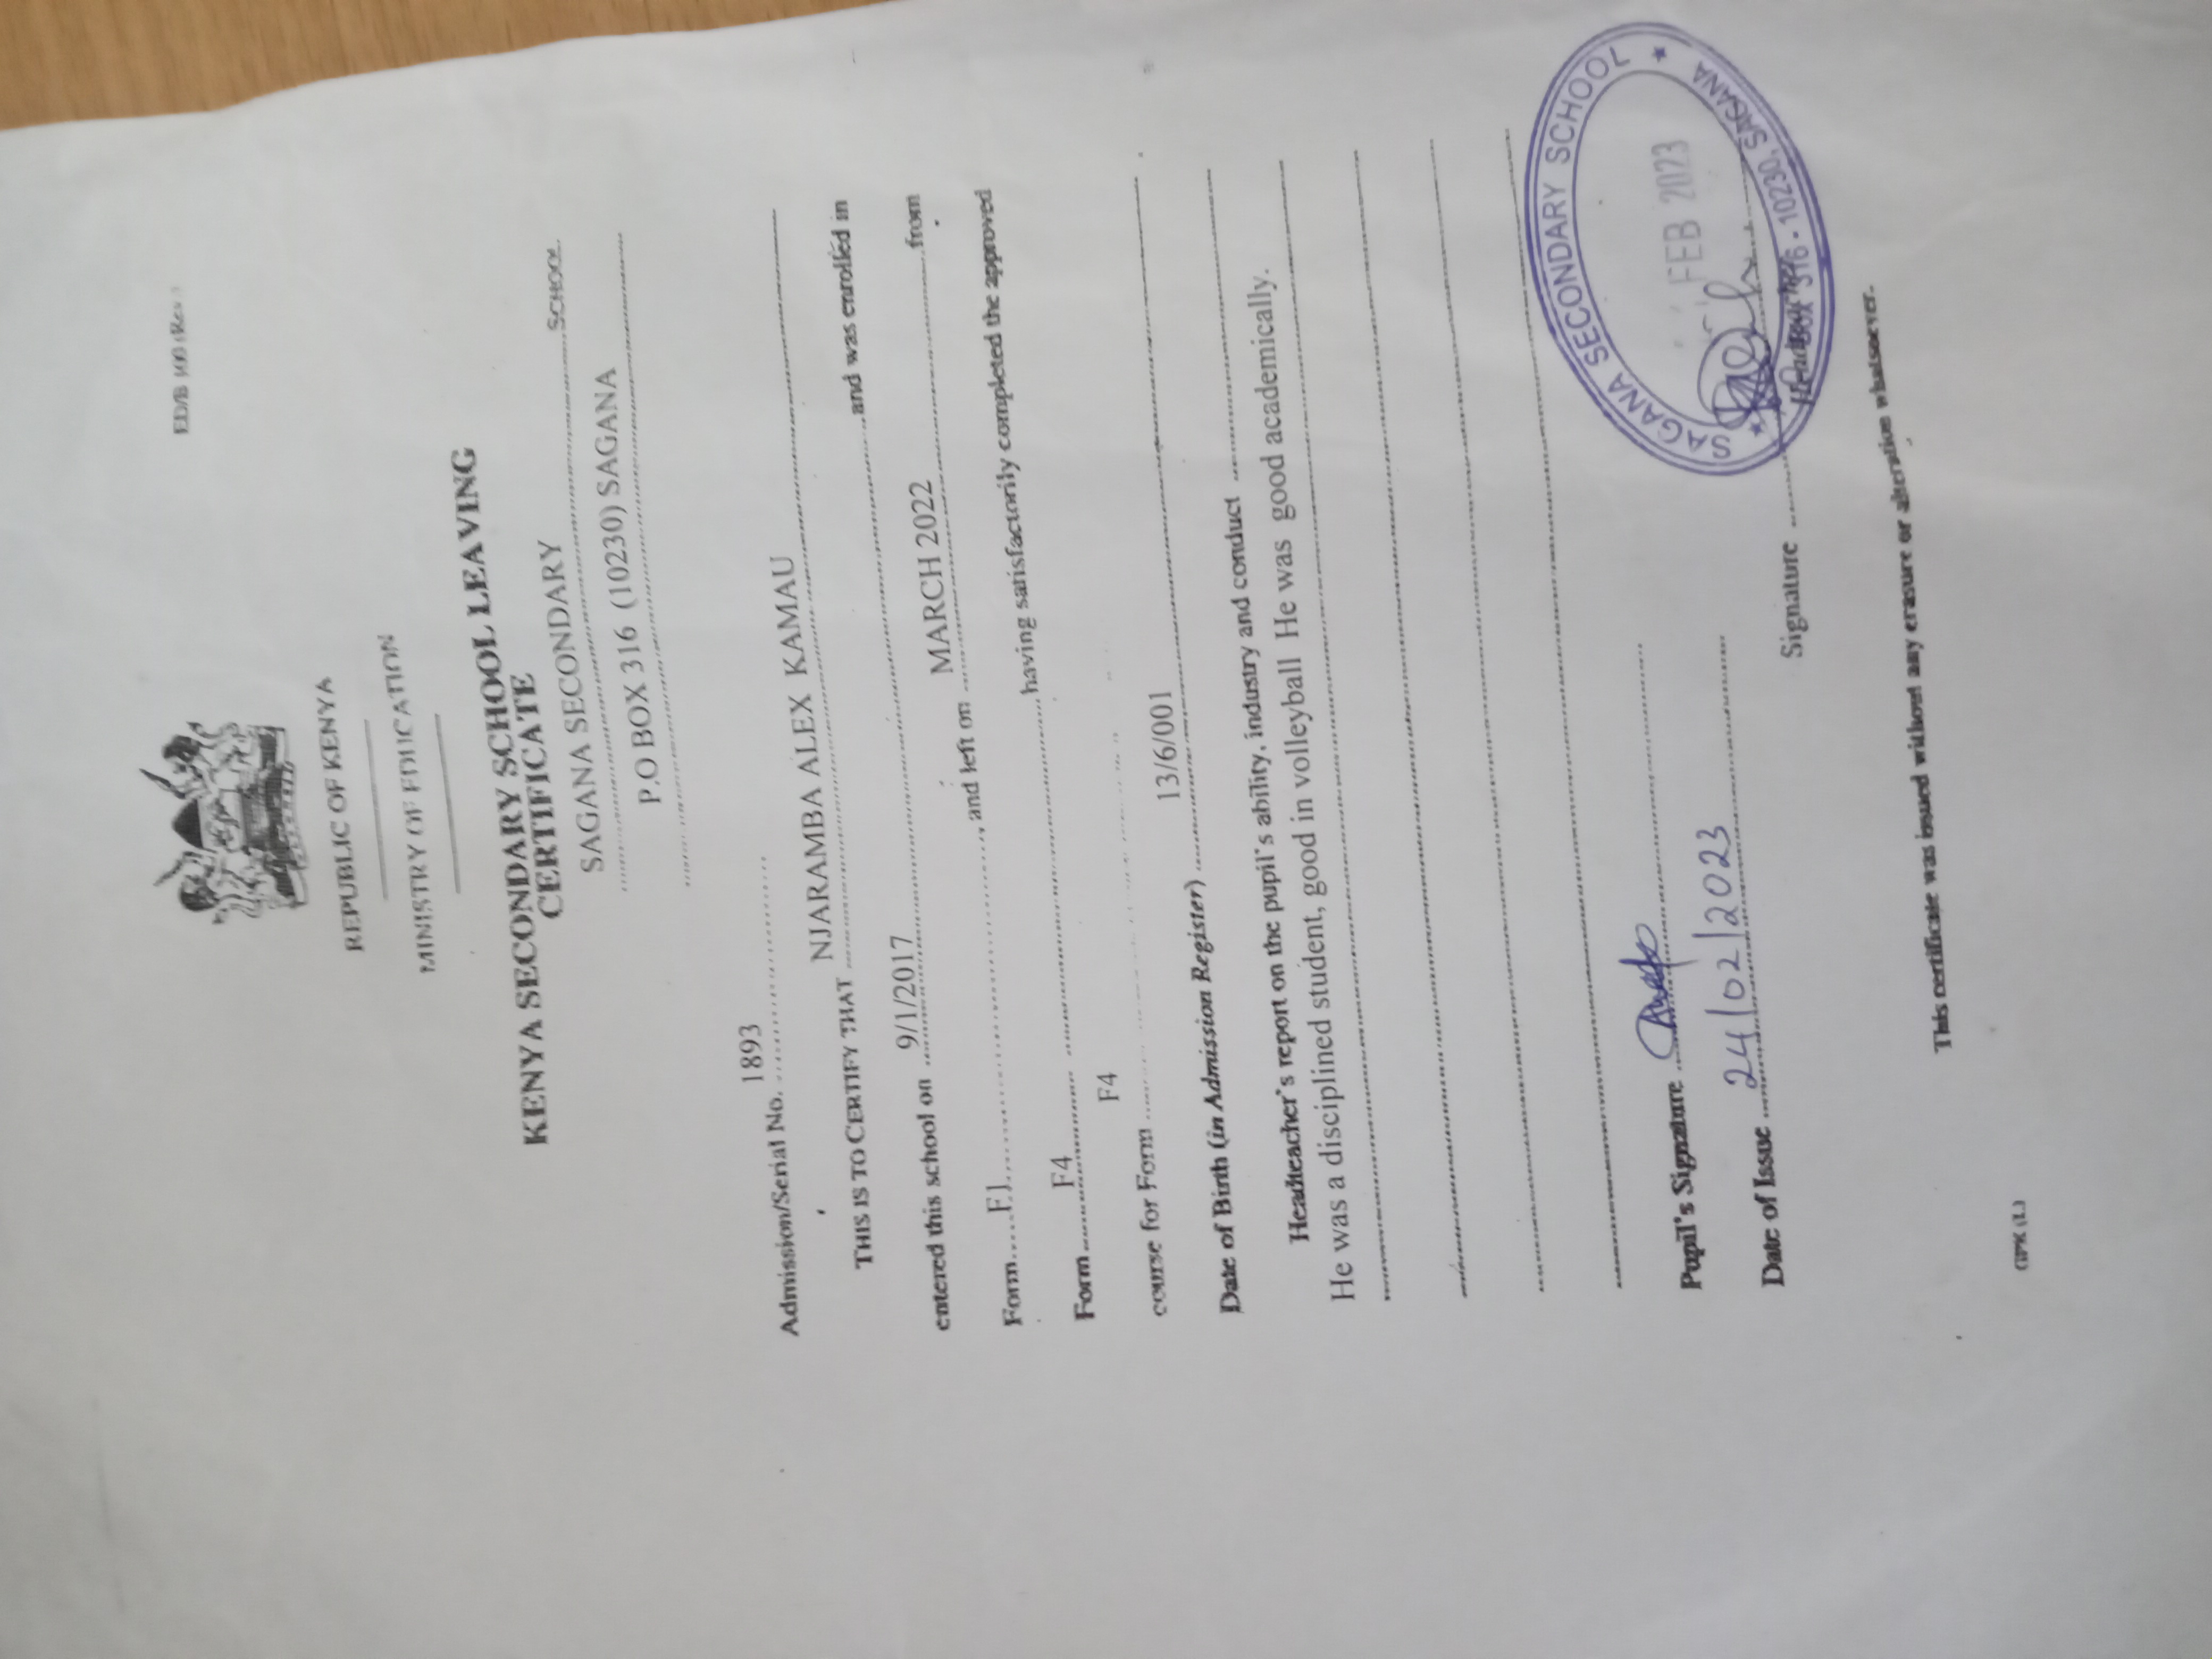 ED/B 100 (Rev.)
REPUBLIC OF KENYA
MINISTRY OF EDUCATION
KENYA SECONDARY SCHOOL LEAVING
CERTIFICATE
SAGANA SECONDARY SCHOOL
P.O BOX 316 (10230) SAGANA
Admission/Serial No. 1893
THIS IS TO CERTIFY THAT NJARAMBA ALEX KAMAU
entered this school on 9/1/2017 and was enrolled in
Form F1, and left on MARCH 2022 from
Form F4 having satisfactorily completed the approved
course for Form F4
Date of Birth (in Admission Register) 13/6/001
Headteacher's report on the pupil's ability, industry and conduct
He was a disciplined student, good in volleyball He was good academically.
Pupil's Signature
Date of Issue 24/02/2023
Signature
Headteacher
SAGANA SECONDARY SCHOOL
FEB 2023
BOX 316 - 10230, SAGANA
This certificate was issued without any erasure or alteration whatsoever.
GPK (L)